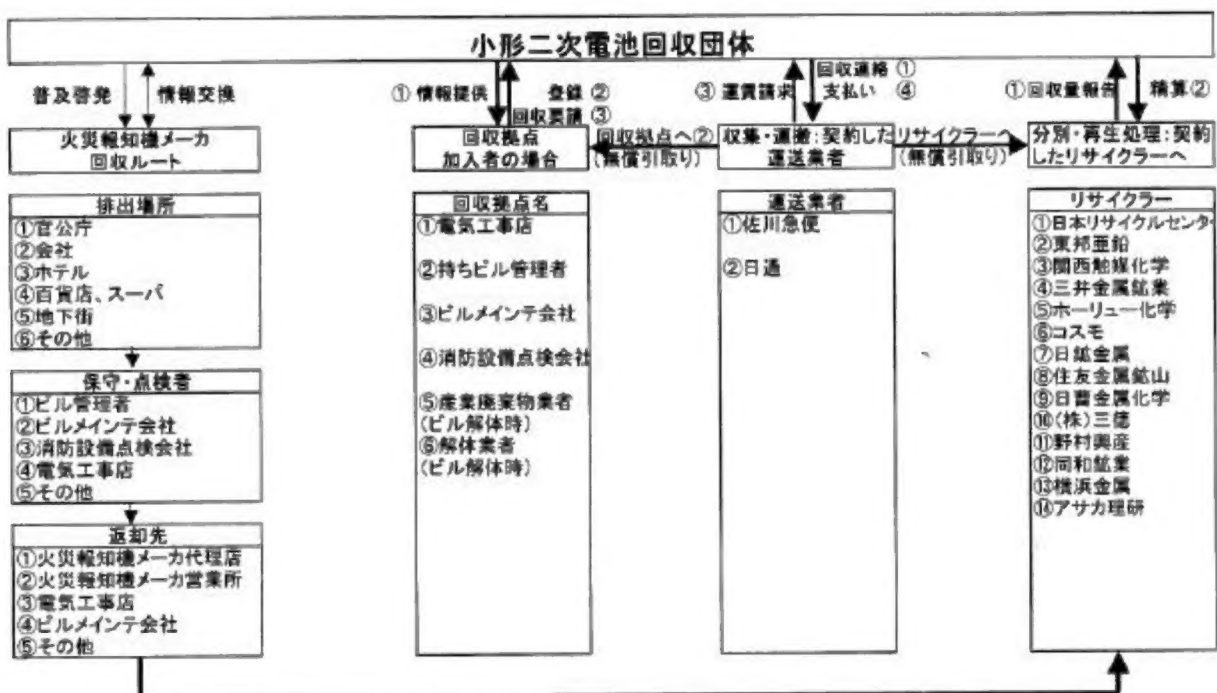 小形二次電池回収団体
普及啓発
情報交換
① 情報提供
登録 ②
回収要請 ③
③ 運賃請求
回収連絡 ①
支払い ④
①回収量報告
精算②
火災報知機メーカ
回収ルート
回収拠点
加入者の場合
回収拠点へ②
(無償引取り)
収集・運搬:契約した
運送業者
リサイクラーへ
(無償引取り)
分別・再生処理:契約
したリサイクラーへ
排出場所
①官公庁
②会社
③ホテル
④百貨店、スーパ
⑤地下街
⑥その他
保守・点検者
①ビル管理者
②ビルメインテ会社
③消防設備点検会社
④電気工事店
⑤その他
返却先
①火災報知機メーカ代理店
②火災報知機メーカ営業所
③電気工事店
④ビルメインテ会社
⑤その他
回収拠点名
①電気工事店
②持ちビル管理者
③ビルメインテ会社
④消防設備点検会社
⑤産業廃棄物業者
(ビル解体時)
⑥解体業者
(ビル解体時)
運送業者
①佐川急便
②日通
リサイクラー
①日本リサイクルセンタ
②東邦亜鉛
③関西触媒化学
④三井金属鉱業
⑤ホーリュー化学
⑥コスモ
⑦日鉱金属
⑧住友金属鉱山
⑨日曹金属化学
⑩(株)三徳
⑪野村興産
⑫同和鉱業
⑬横浜金属
⑭アサカ理研